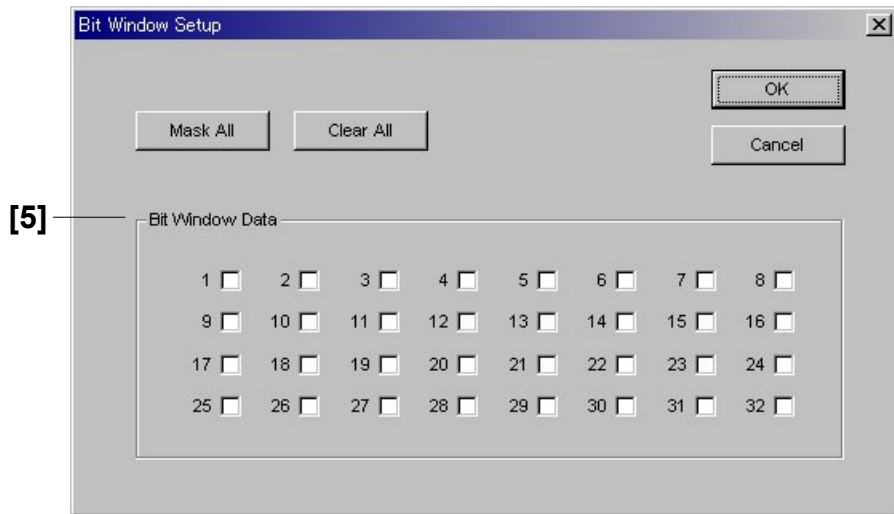 Bit Window Setup
OK
Mask All Clear All
Cancel
[5]
Bit Window Data
1 2 3 4 5 6 7 8
9 10 11 12 13 14 15 16
17 18 19 20 21 22 23 24
25 26 27 28 29 30 31 32